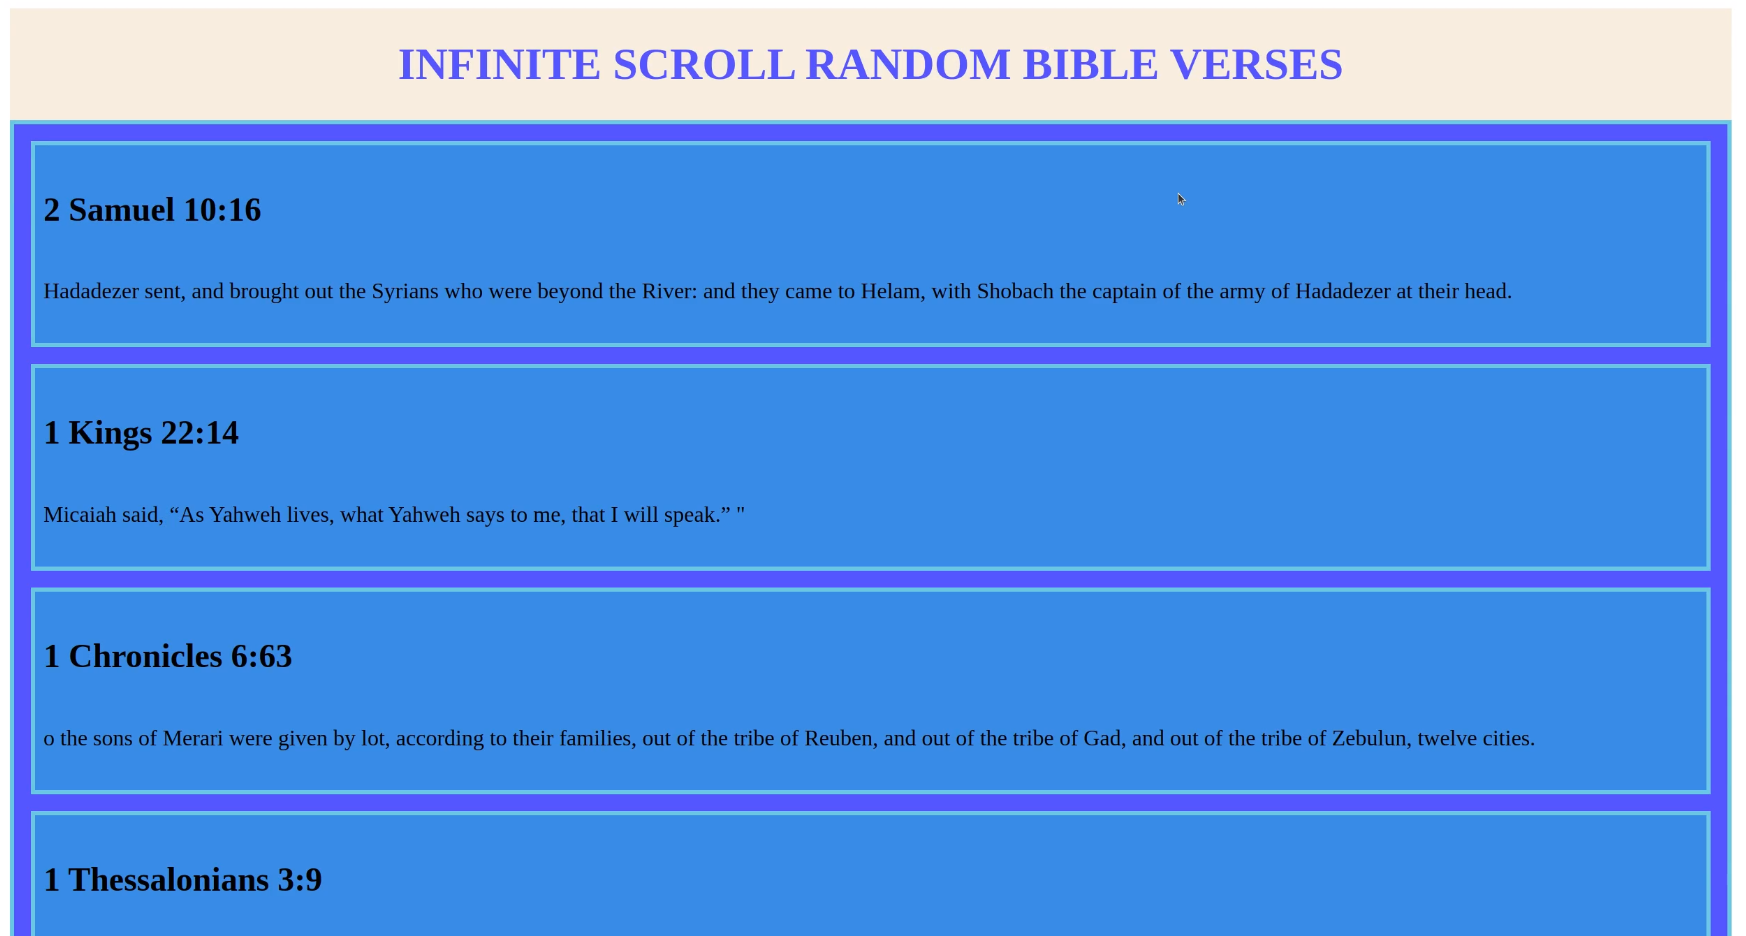 INFINITE SCROLL RANDOM BIBLE VERSES
2 Samuel 10:16
Hadadezer sent, and brought out the Syrians who were beyond the River: and they came to Helam, with Shobach the captain of the army of Hadadezer at their head.
1 Kings 22:14
Micaiah said, “As Yahweh lives, what Yahweh says to me, that I will speak.” "
1 Chronicles 6:63
o the sons of Merari were given by lot, according to their families, out of the tribe of Reuben, and out of the tribe of Gad, and out of the tribe of Zebulun, twelve cities.
1 Thessalonians 3:9